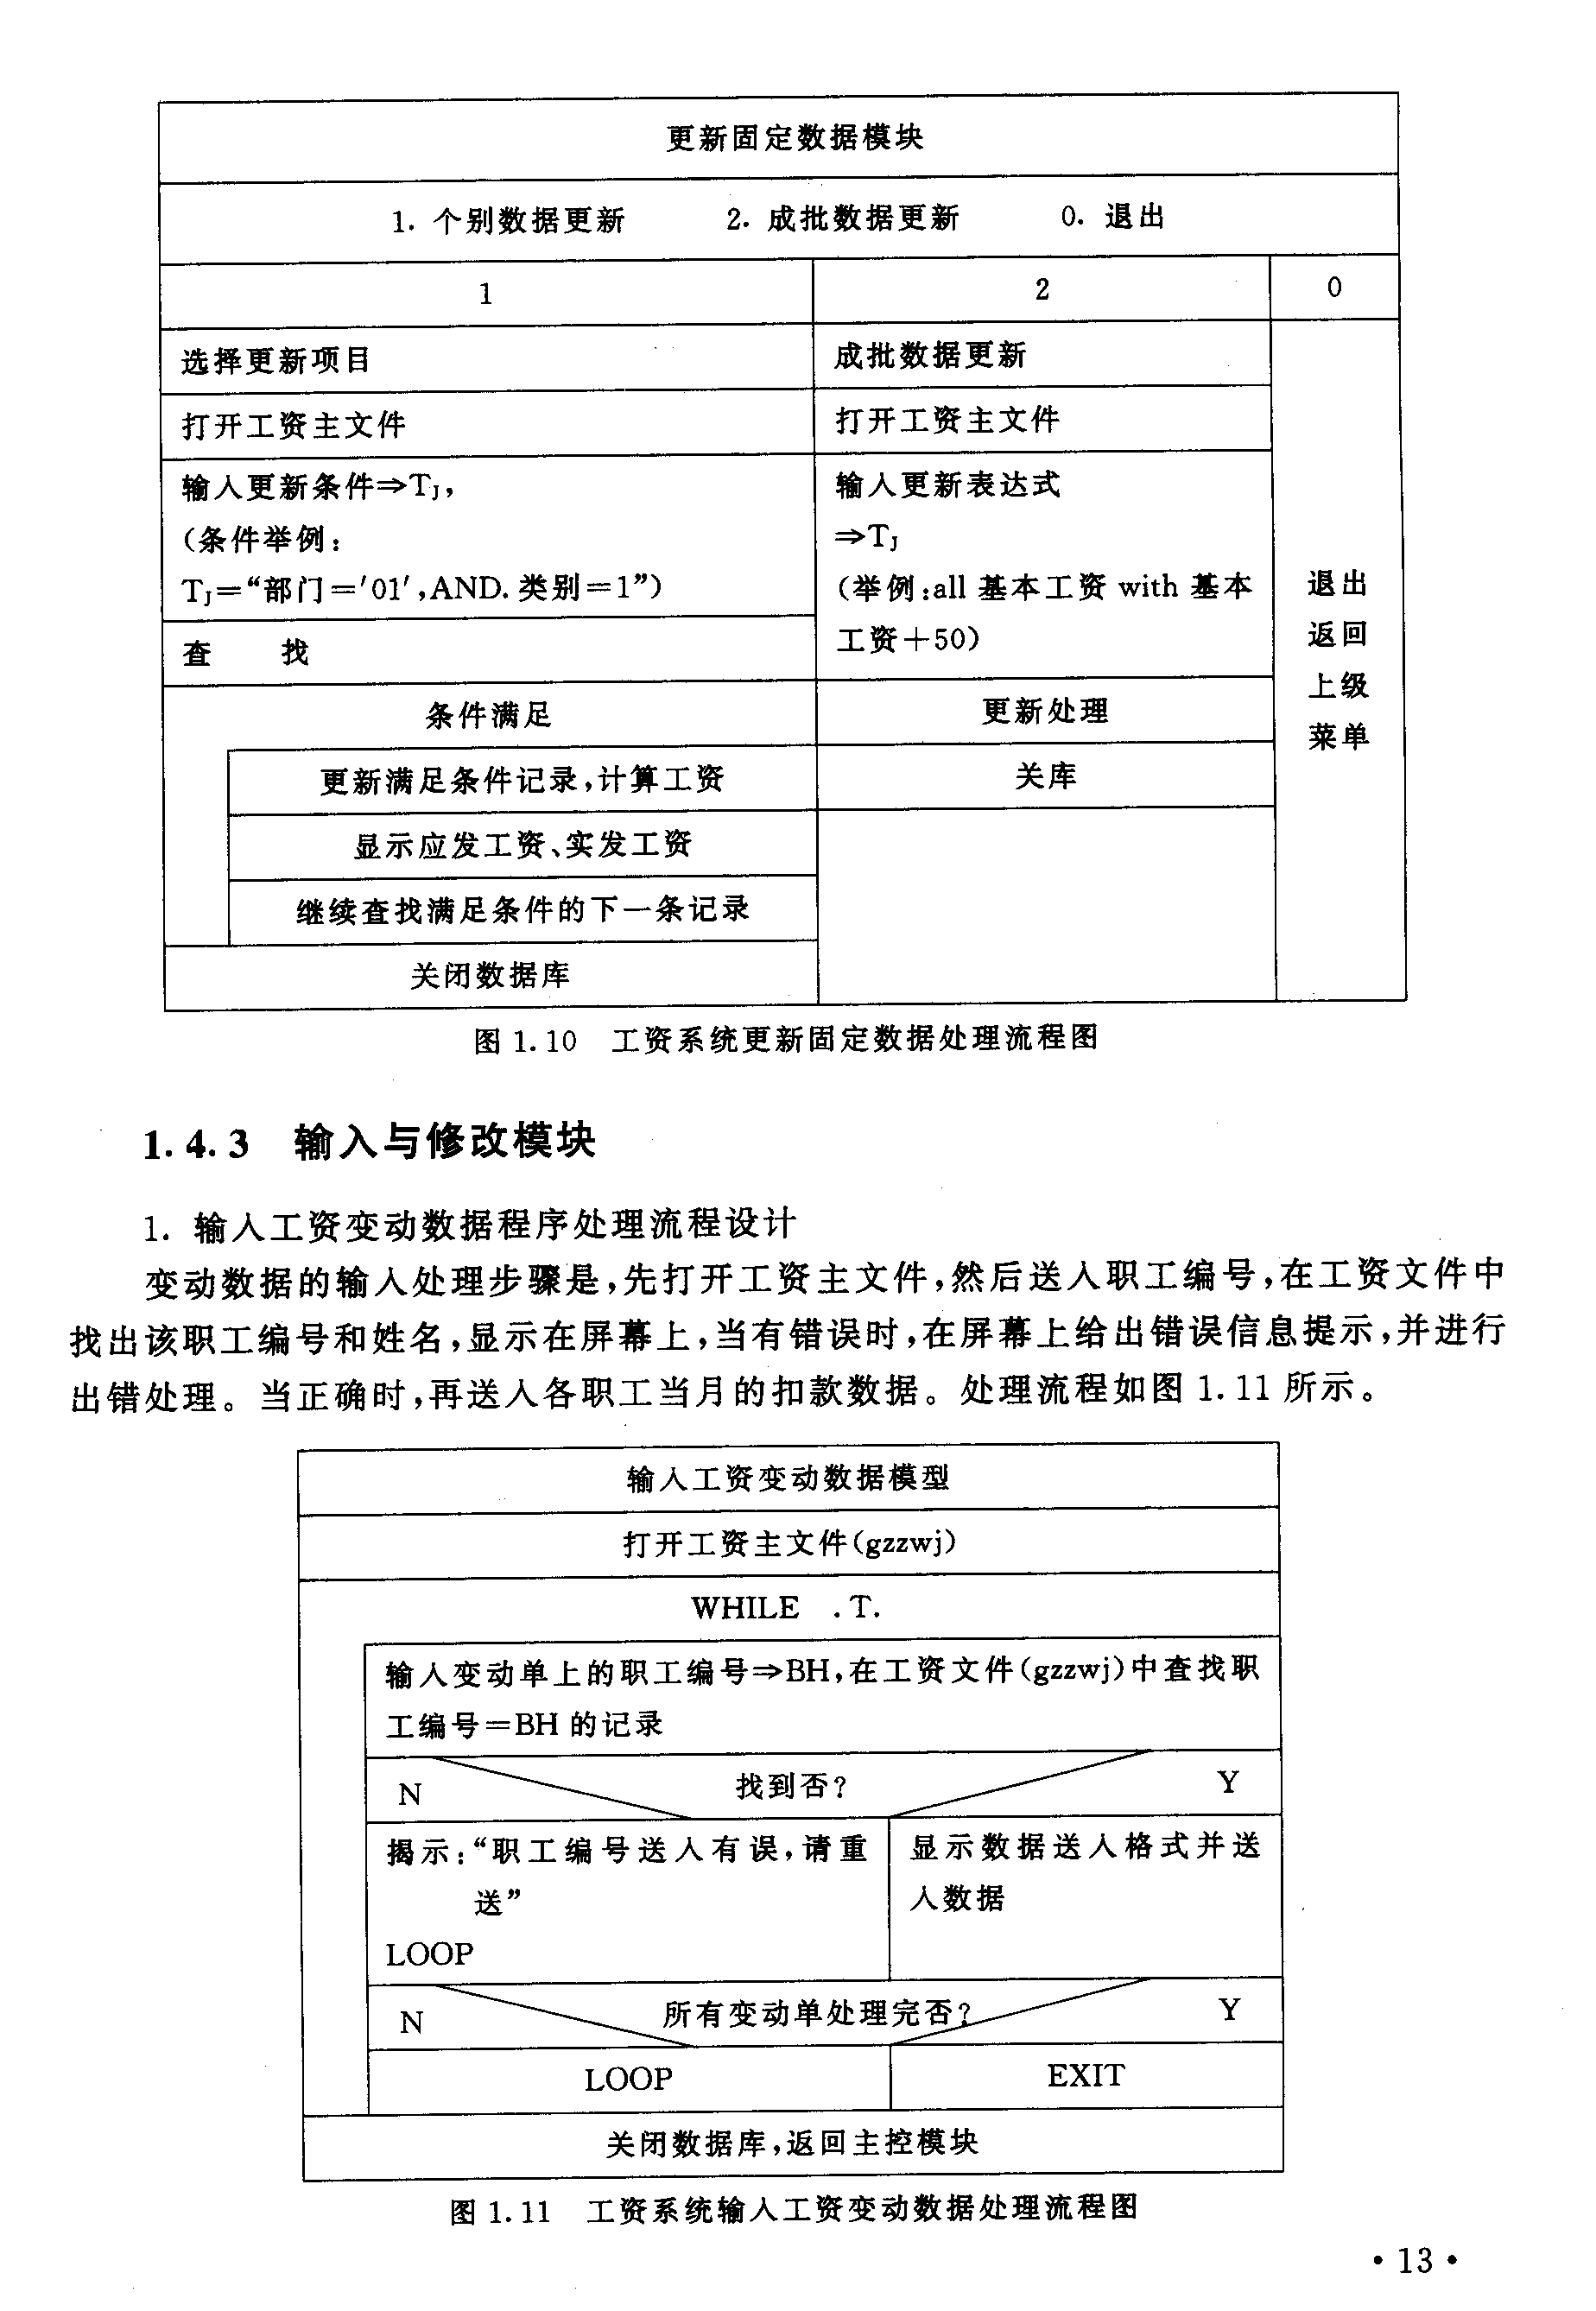 更新固定数据模块
1. 个别数据更新 2. 成批数据更新 0. 退出
1 2 0
选择更新项目
打开工资主文件
输入更新条件⇒TJ,
(条件举例:
TJ=“部门='01',AND.类别=1”)
查 找
条件满足
更新满足条件记录,计算工资
显示应发工资、实发工资
继续查找满足条件的下一条记录
关闭数据库
成批数据更新
打开工资主文件
输入更新表达式
⇒TJ
(举例:all 基本工资 with 基本
工资+50)
更新处理
关库
退出
返回
上级
菜单
图 1.10 工资系统更新固定数据处理流程图
1.4.3 输入与修改模块
1. 输入工资变动数据程序处理流程设计
变动数据的输入处理步骤是,先打开工资主文件,然后送入职工编号,在工资文件中
找出该职工编号和姓名,显示在屏幕上,当有错误时,在屏幕上给出错误信息提示,并进行
出错处理。当正确时,再送入各职工当月的扣款数据。处理流程如图 1.11 所示。
输入工资变动数据模型
打开工资主文件(gzzwj)
WHILE .T.
输入变动单上的职工编号⇒BH,在工资文件(gzzwj)中查找职
工编号=BH 的记录
N 找到否? Y
揭示:“职工编号送入有误,请重
送”
LOOP
显示数据送入格式并送
入数据
N 所有变动单处理完否? Y
LOOP EXIT
关闭数据库,返回主控模块
图 1.11 工资系统输入工资变动数据处理流程图
·13·